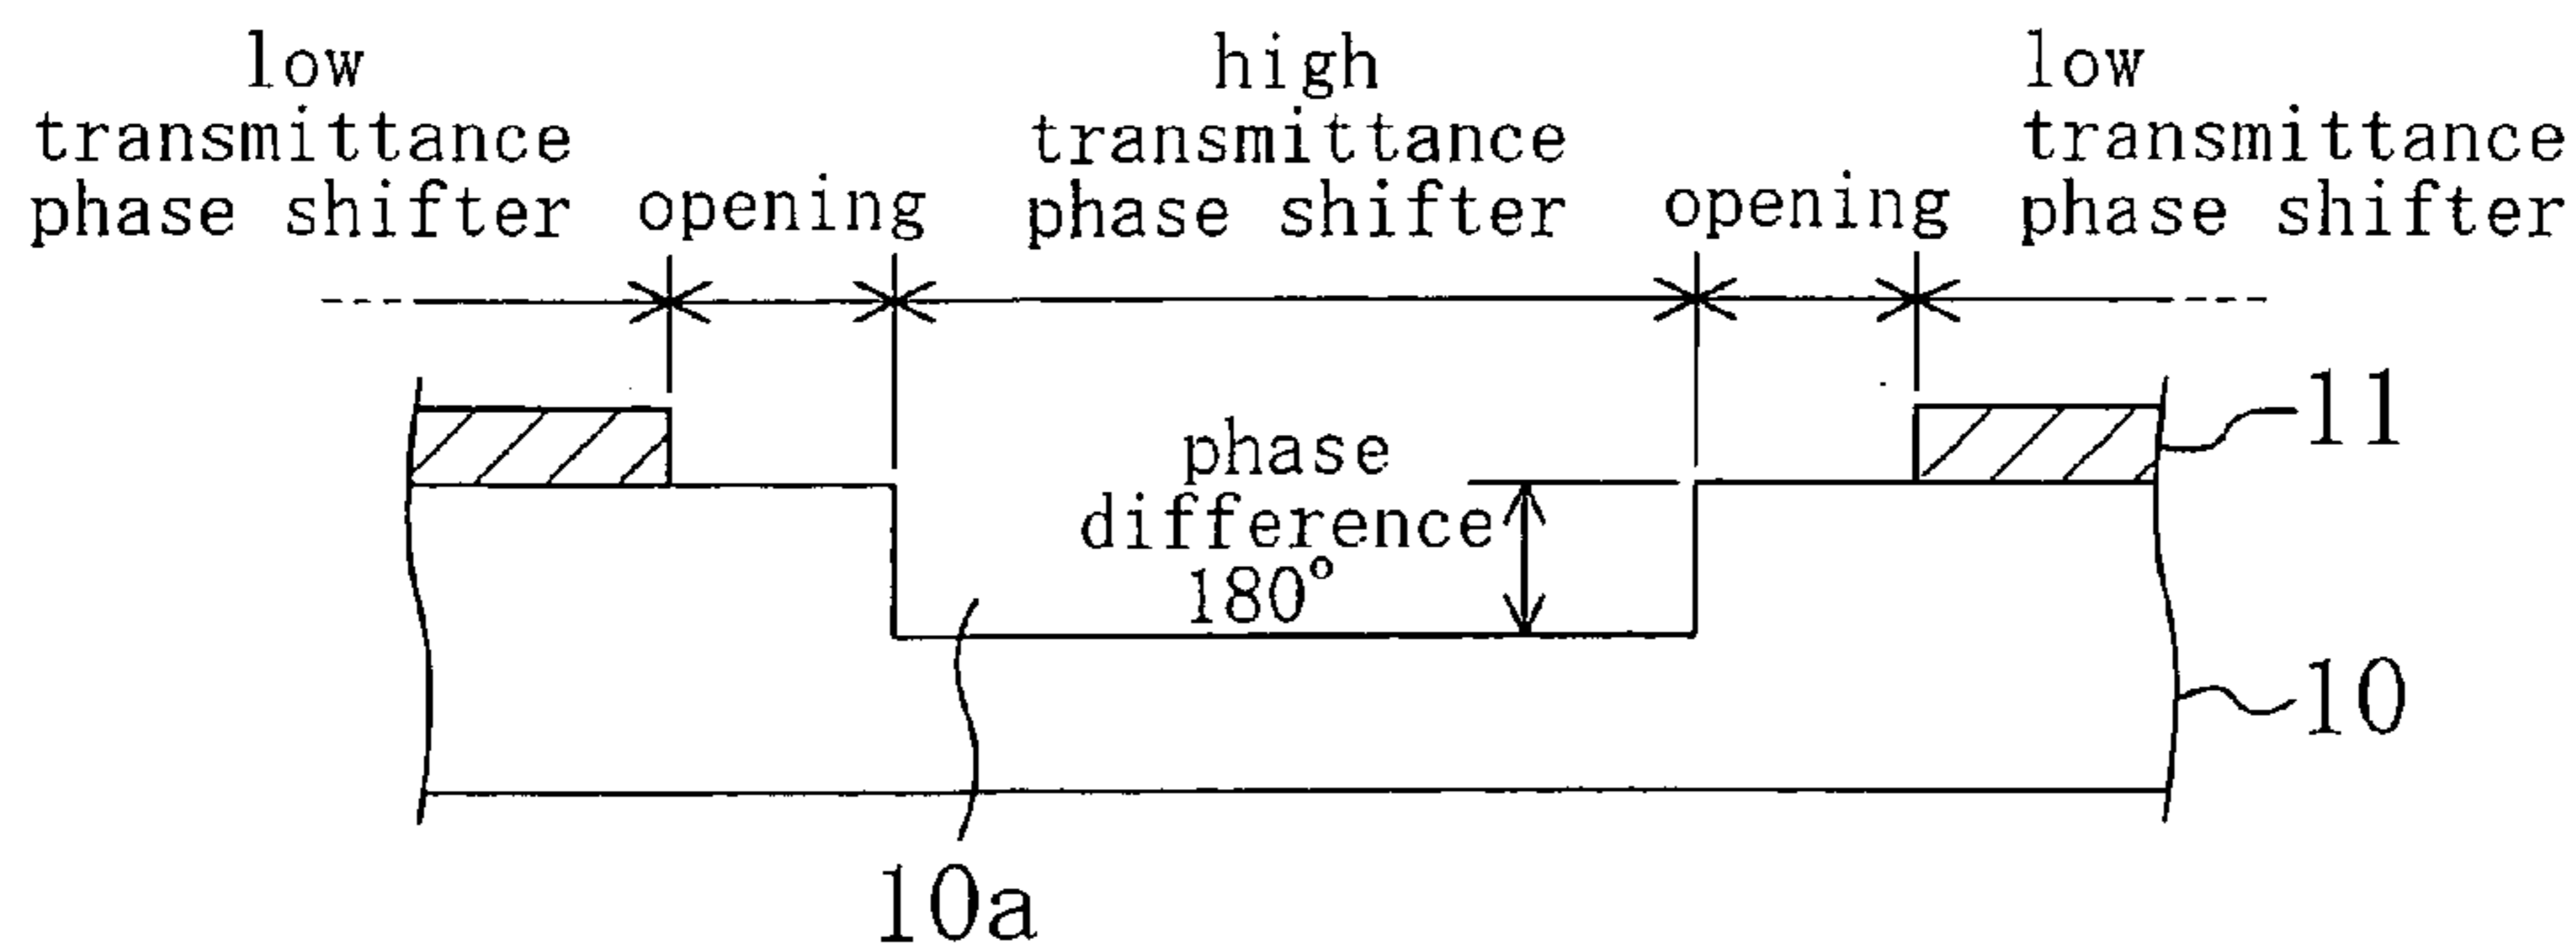 low
transmittance
phase shifter
opening
high
transmittance
phase shifter
opening
low
transmittance
phase shifter
phase
difference
180°
11
10
10a